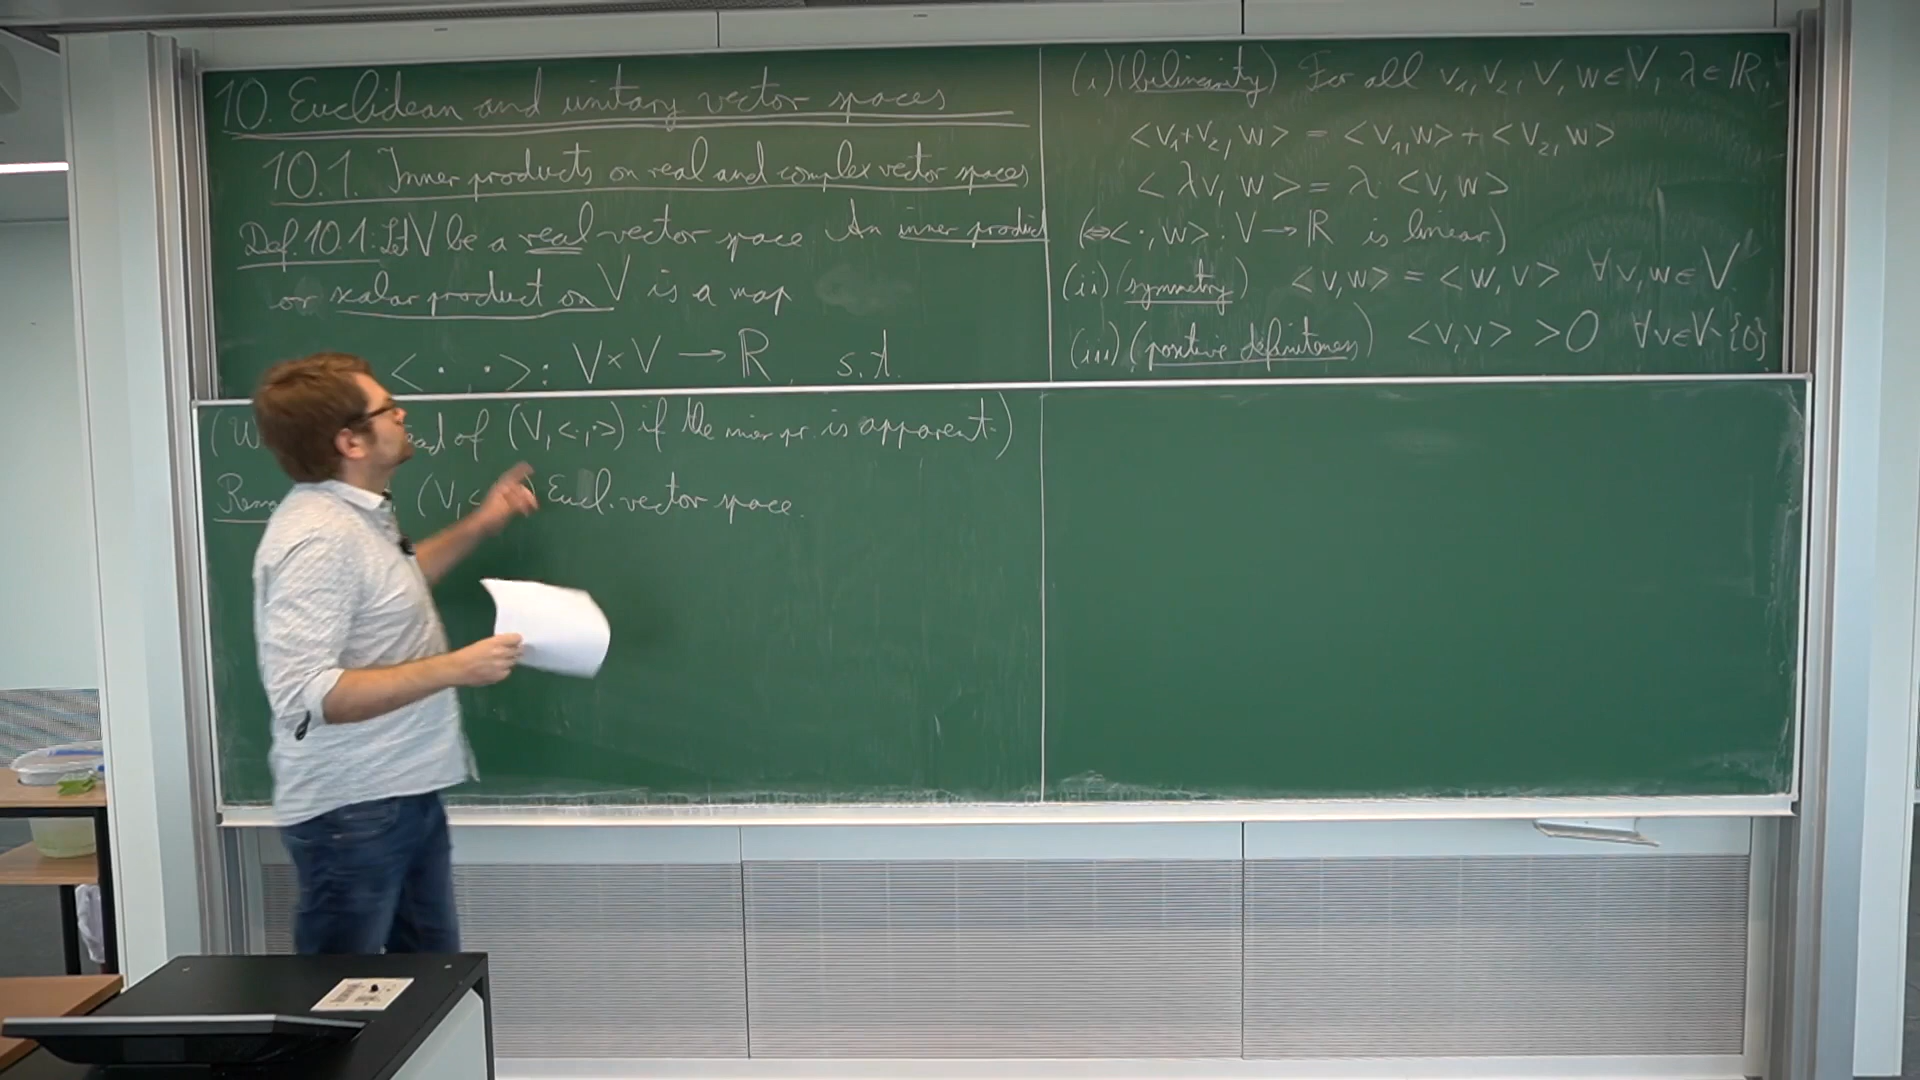 10. Euclidean and unitary vector spaces
10.1. Inner products on real and complex vector spaces
Def. 10.1: Let V be a real vector space. An inner product
or scalar product on V is a map
<·,·>: V×V → R, s.t.
(i) (bilinearity) For all v₁, v₂, v, w ∈ V, λ ∈ R,
<v₁+v₂, w> = <v₁,w> + <v₂, w>
<λv, w> = λ <v,w>
(⇔ <·,w>: V → R is linear)
(ii) (symmetry) <v,w> = <w,v> ∀v,w ∈ V.
(iii) (positive definiteness) <v,v> >0 ∀v∈V∖{0}
(W ead of (V,<·,·>) if the inner pr. is apparent.)
Rem (V,< ) Eucl. vector space.